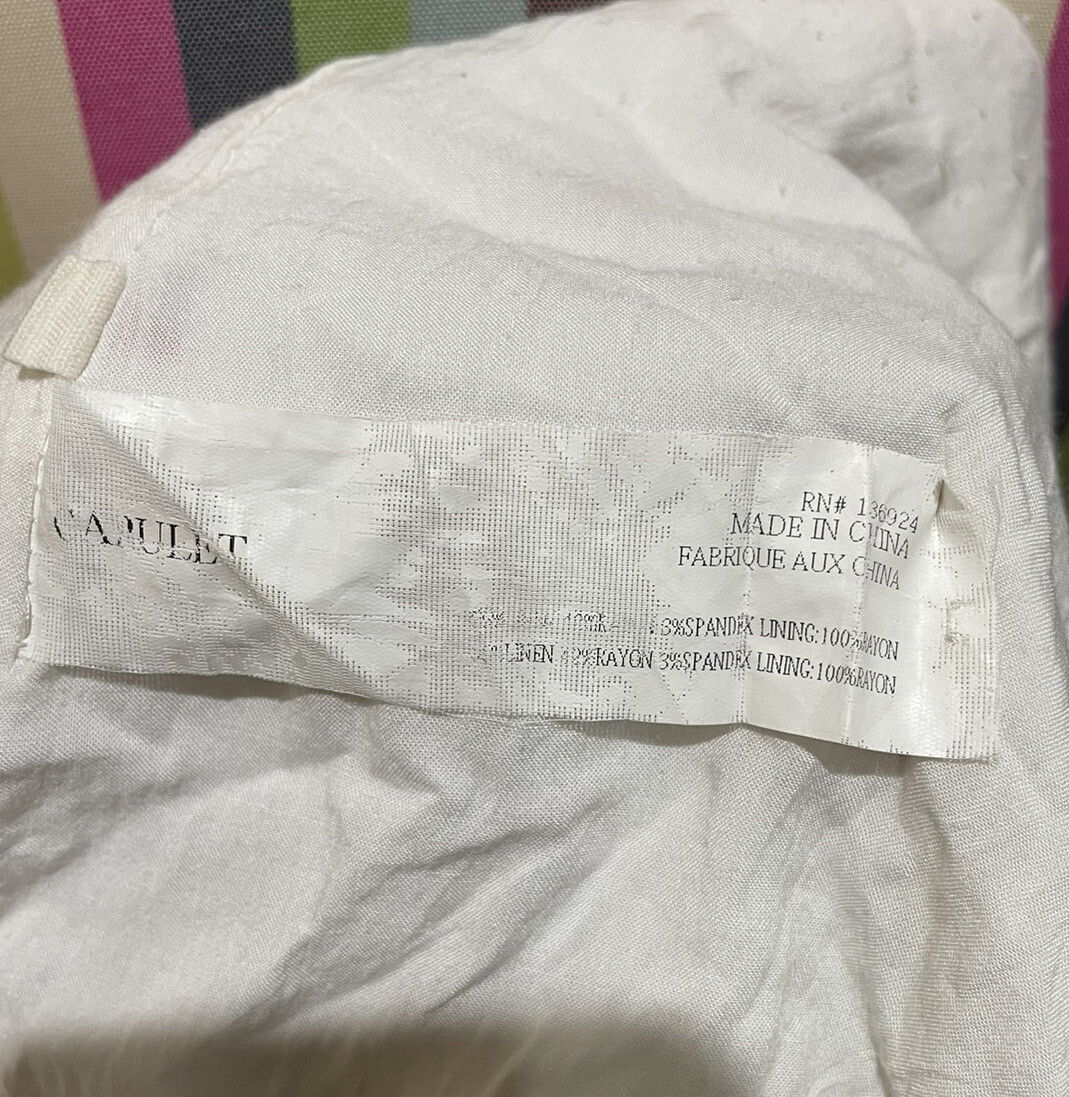 CAPULET
RN# 136924
MADE IN CHINA
FABRIQUE AUX CHINA
3%SPANDEX LINING:100%RAYON
LINEN 42%RAYON 3%SPANDEX LINING:100%RAYON
L